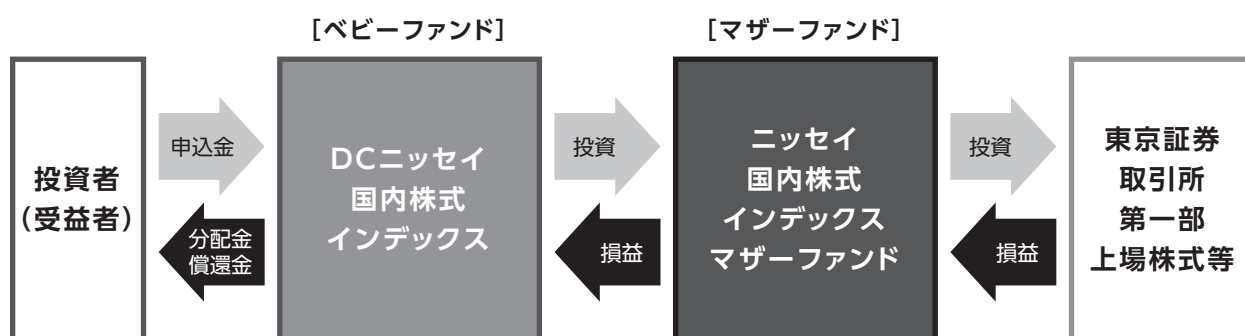 [ベビーファンド]
[マザーファンド]
投資者
(受益者)
申込金
分配金
償還金
DCニッセイ
国内株式
インデックス
投資
損益
ニッセイ
国内株式
インデックス
マザーファンド
投資
損益
東京証券
取引所
第一部
上場株式等